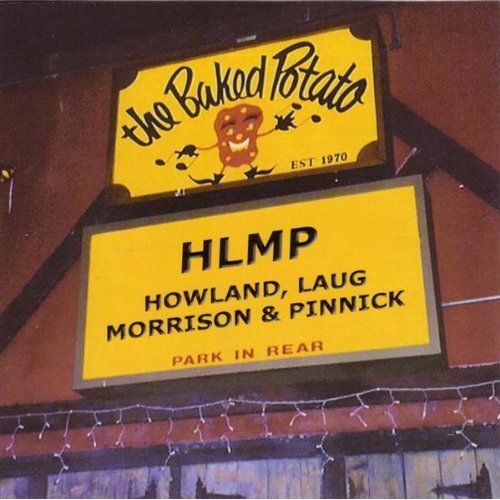 the Baked Potato
EST 1970
HLMP
HOWLAND, LAUG
MORRISON & PINNICK
PARK IN REAR